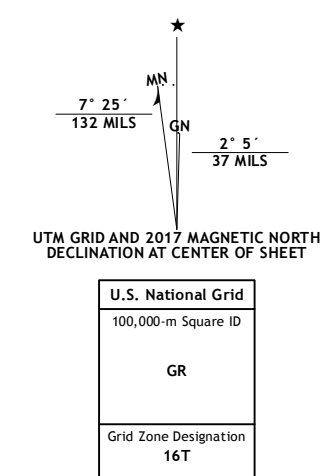 ★
MN
7° 25´
132 MILS
GN
2° 5´
37 MILS
UTM GRID AND 2017 MAGNETIC NORTH
DECLINATION AT CENTER OF SHEET
U.S. National Grid
100,000-m Square ID
GR
Grid Zone Designation
16T